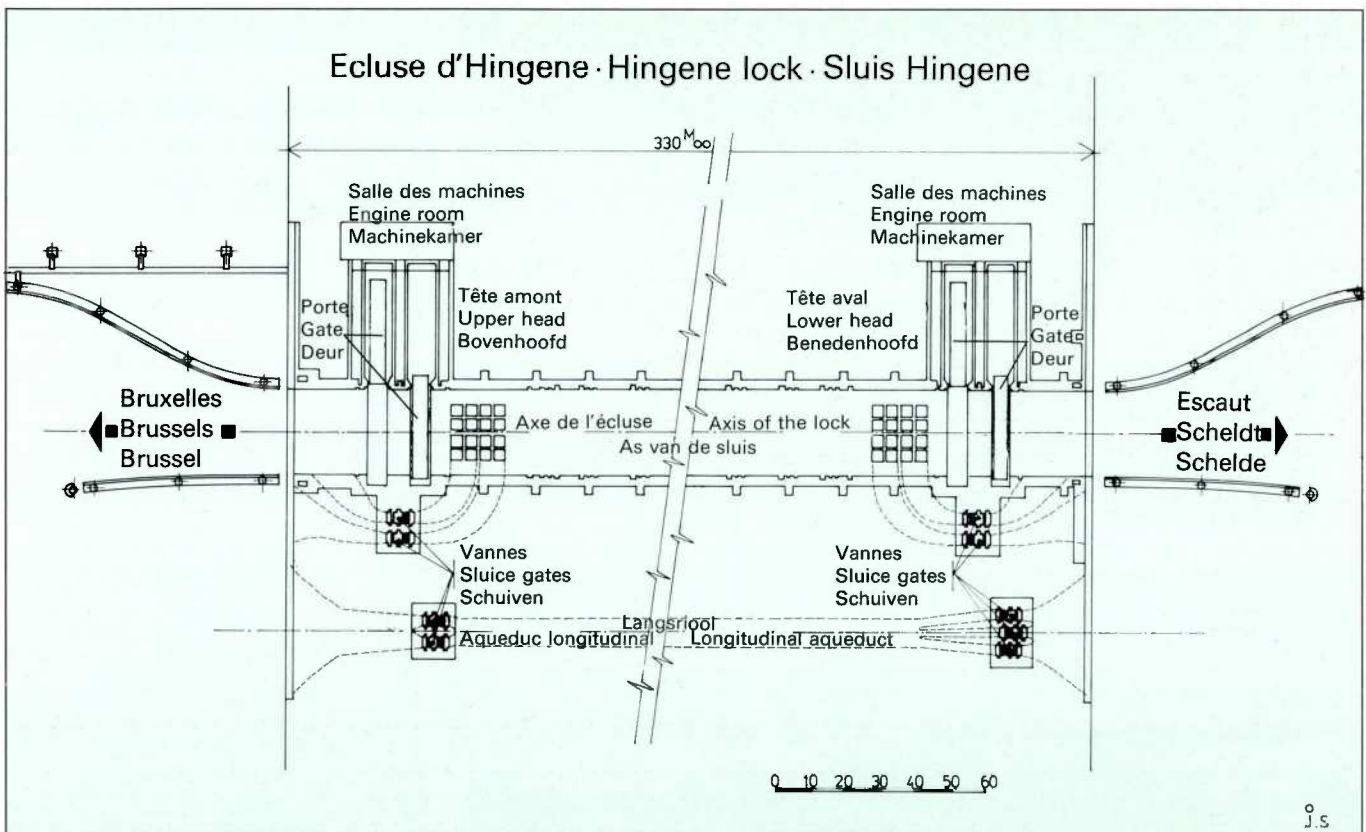 Ecluse d'Hingene · Hingene lock · Sluis Hingene
330 M 00
Salle des machines
Engine room
Machinekamer
Salle des machines
Engine room
Machinekamer
Porte
Gate
Deur
Tête amont
Upper head
Bovenhoofd
Tête aval
Lower head
Benedenhoofd
Porte
Gate
Deur
Bruxelles
Brussels
Brussel
Axe de l'écluse
Axis of the lock
As van de sluis
Escaut
Scheldt
Schelde
Vannes
Sluice gates
Schuiven
Vannes
Sluice gates
Schuiven
Langsriool
Aqueduc longitudinal
Longitudinal aqueduct
0 10 20 30 40 50 60
J.S.